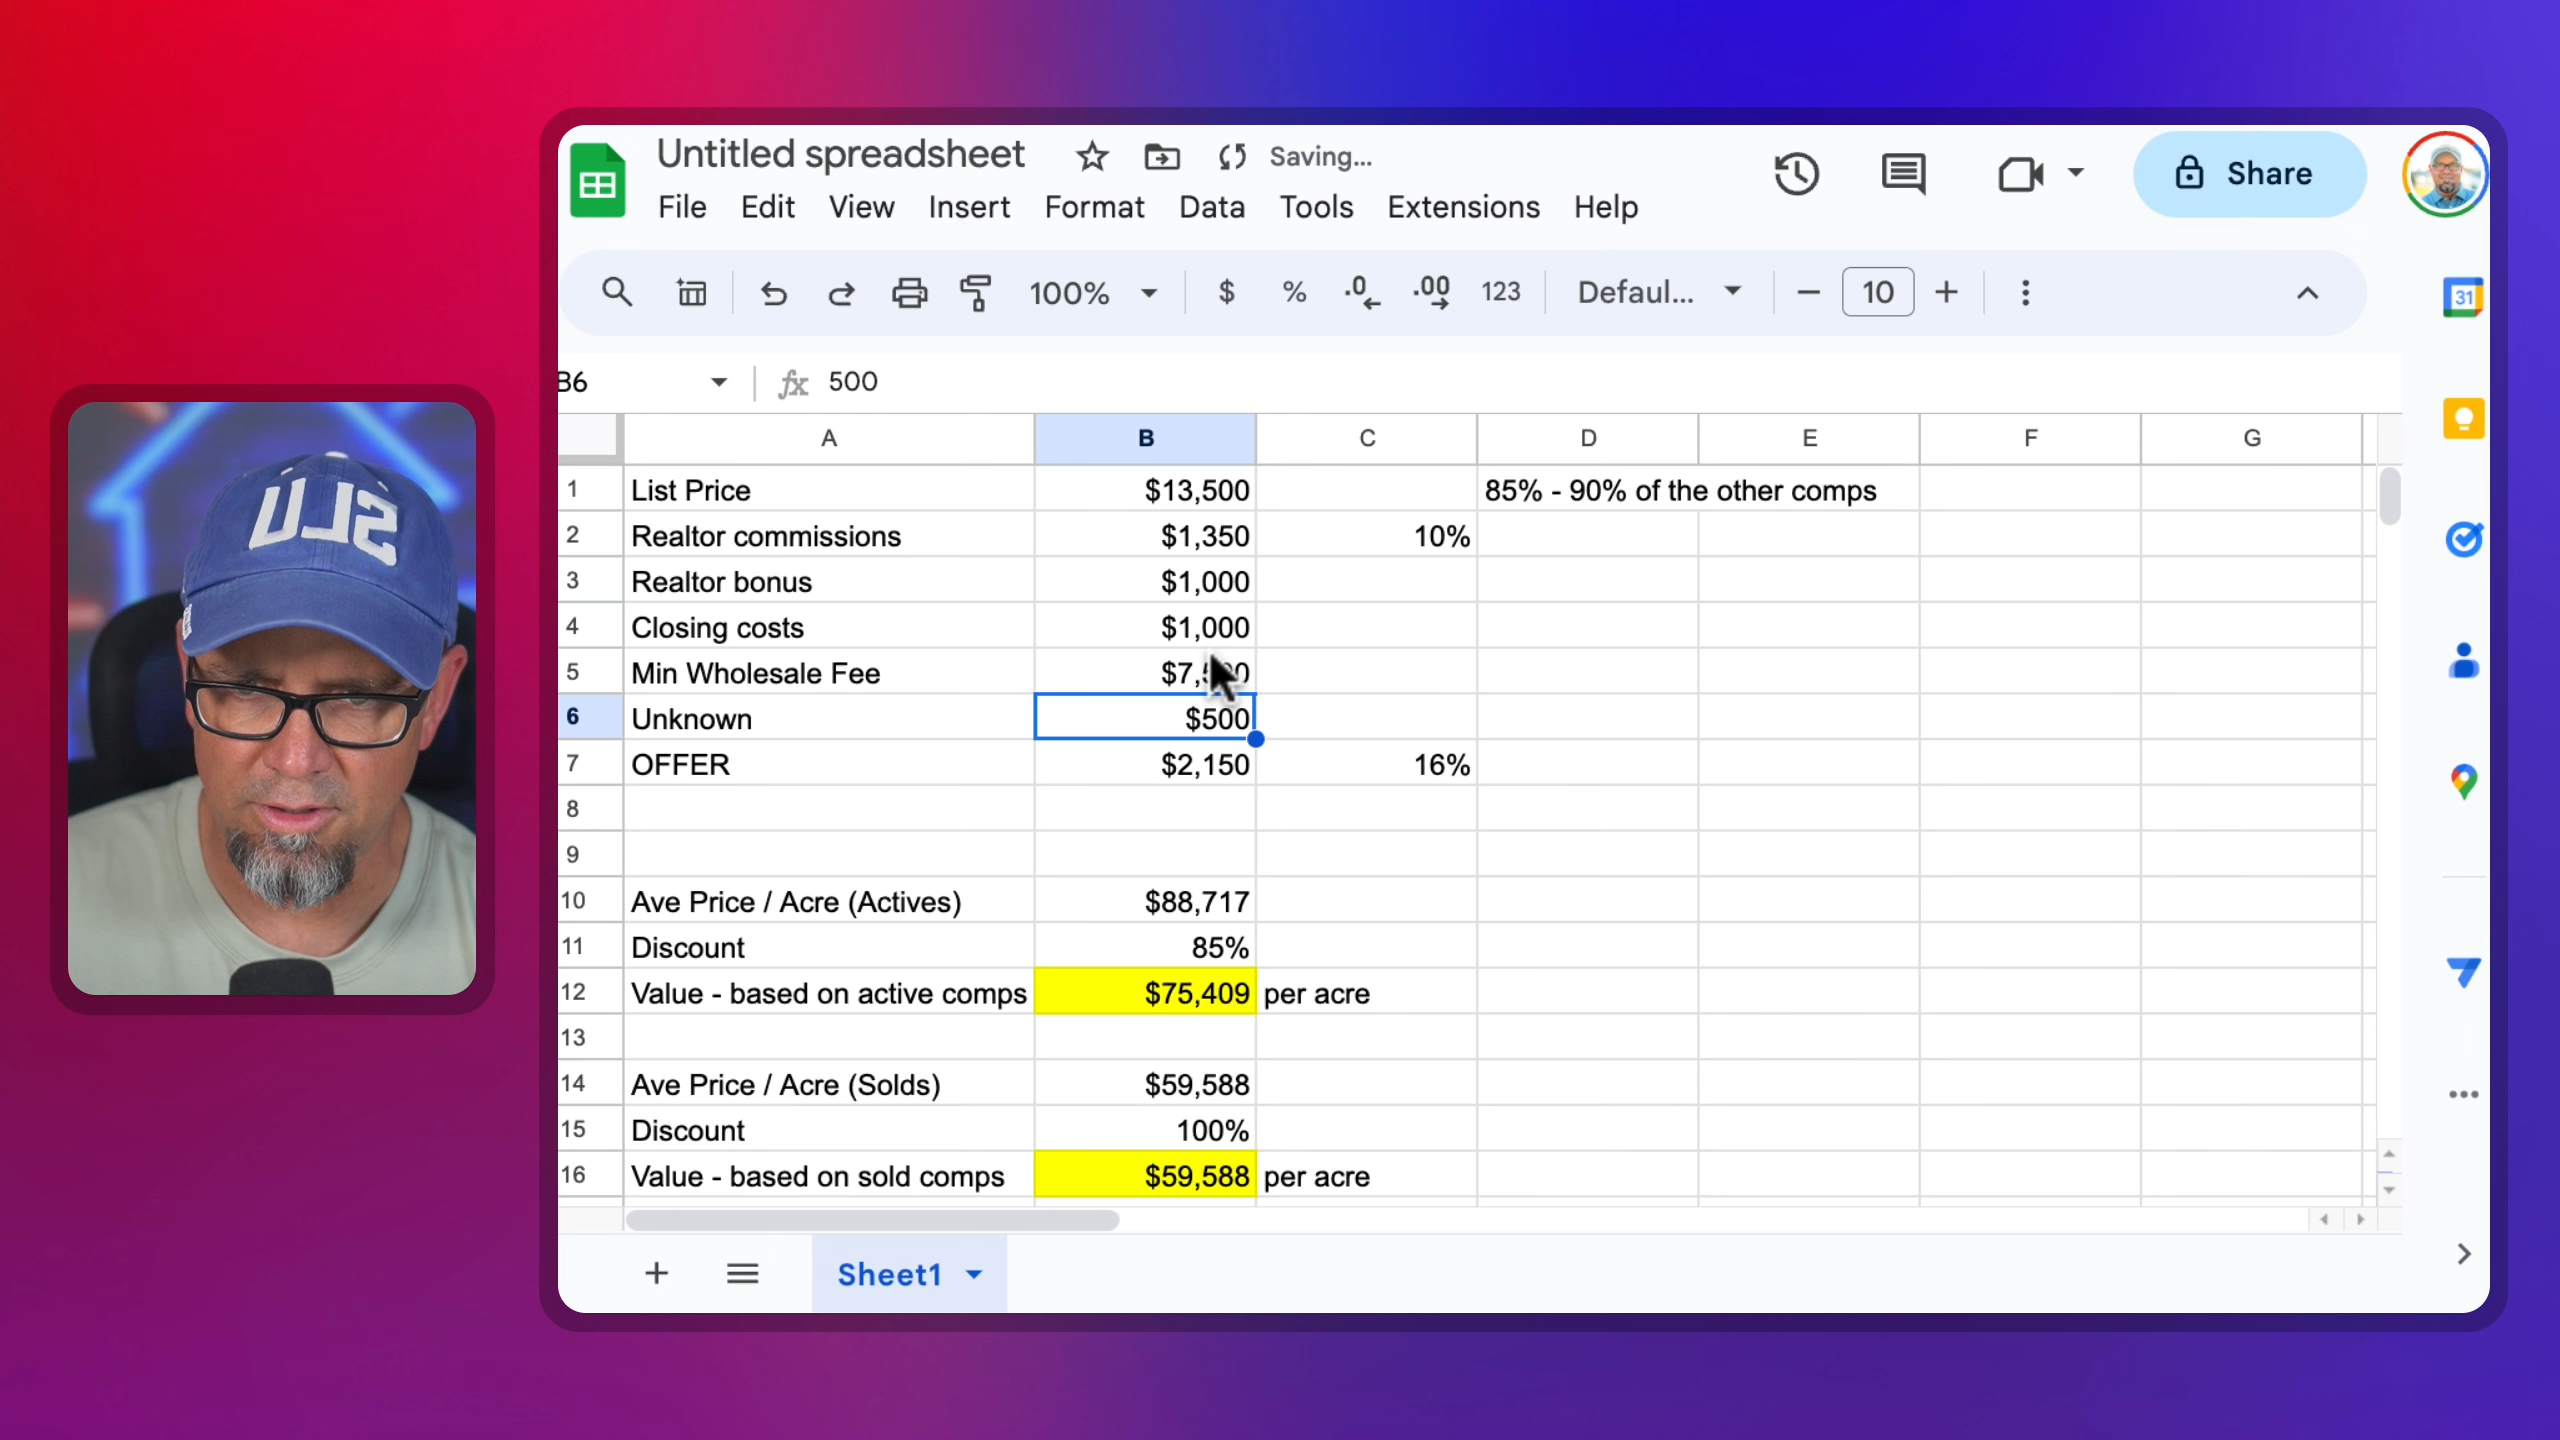 Untitled spreadsheet Saving...
File Edit View Insert Format Data Tools Extensions Help
Share
100% $ % .0 .00 123 Defaul... 10
31
B6 fx 500
A B C D E F G
1 List Price $13,500 85% - 90% of the other comps
2 Realtor commissions $1,350 10%
3 Realtor bonus $1,000
4 Closing costs $1,000
5 Min Wholesale Fee
6 Unknown $500
7 OFFER $2,150 16%
8
9
10 Ave Price / Acre (Actives) $88,717
11 Discount 85%
12 Value - based on active comps $75,409 per acre
13
14 Ave Price / Acre (Solds) $59,588
15 Discount 100%
16 Value - based on sold comps $59,588 per acre
Sheet1
SLU